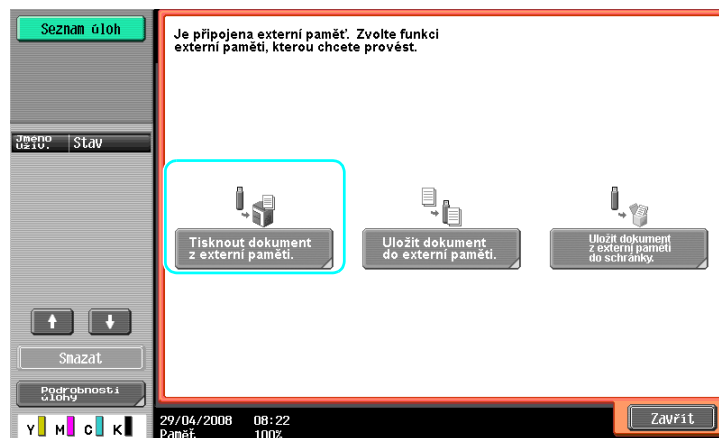 Seznam úloh
Je připojena externí paměť. Zvolte funkci
externí paměti, kterou chcete provést.
Jméno
uživ.
Stav
Tisknout dokument
z externí paměti.
Uložit dokument
do externí paměti.
Uložit dokument
z externí paměti
do schránky.
Smazat
Podrobnosti
úlohy
Y M C K
29/04/2008 08:22
Paměť. 100%
Zavřít